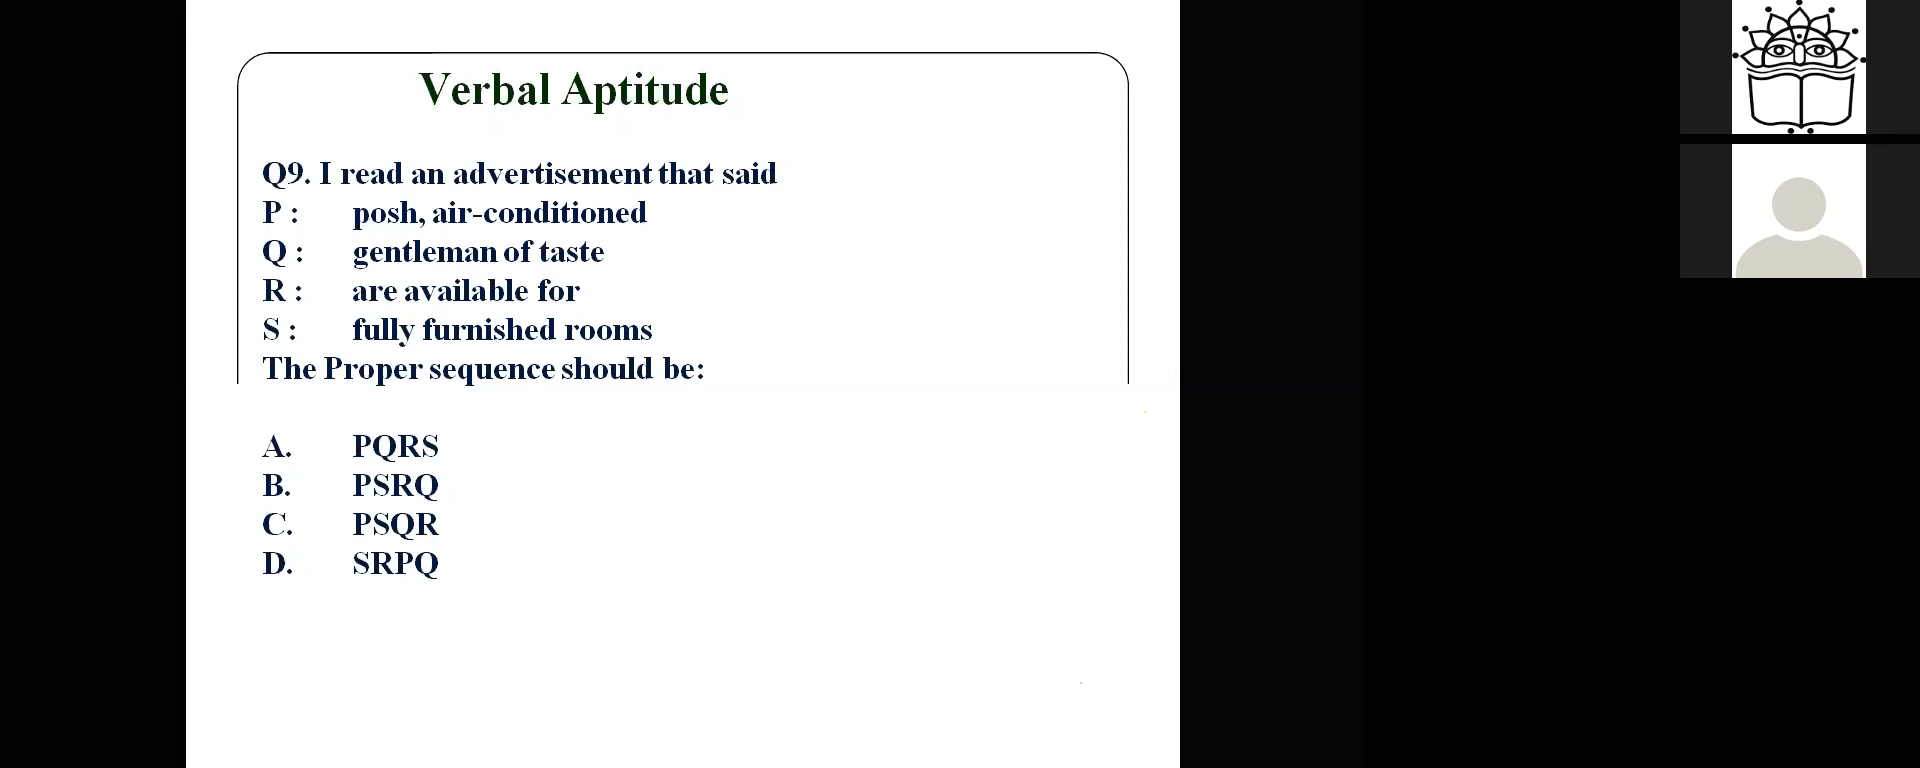 Verbal Aptitude
Q9. I read an advertisement that said
P : posh, air-conditioned
Q : gentleman of taste
R : are available for
S : fully furnished rooms
The Proper sequence should be:
A. PQRS
B. PSRQ
C. PSQR
D. SRPQ